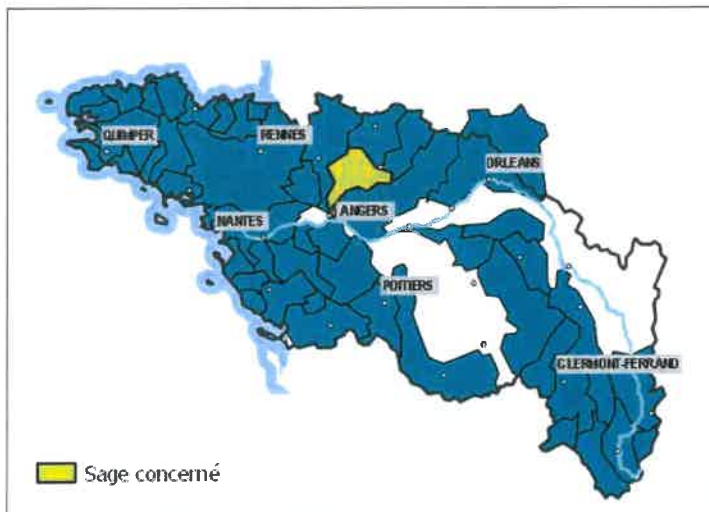 QUIMPER
RENNES
ORLEANS
ANGERS
NANTES
POITIERS
CLERMONT-FERRAND
Sage concerné